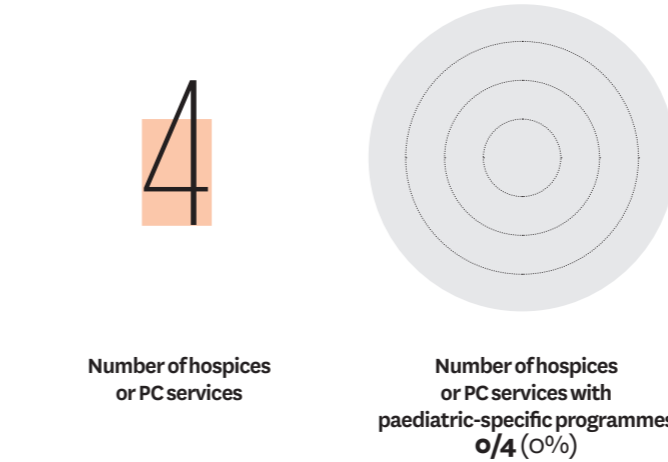 4
Number of hospices
or PC services
Number of hospices
or PC services with
paediatric-specific programmes
0/4 (0%)